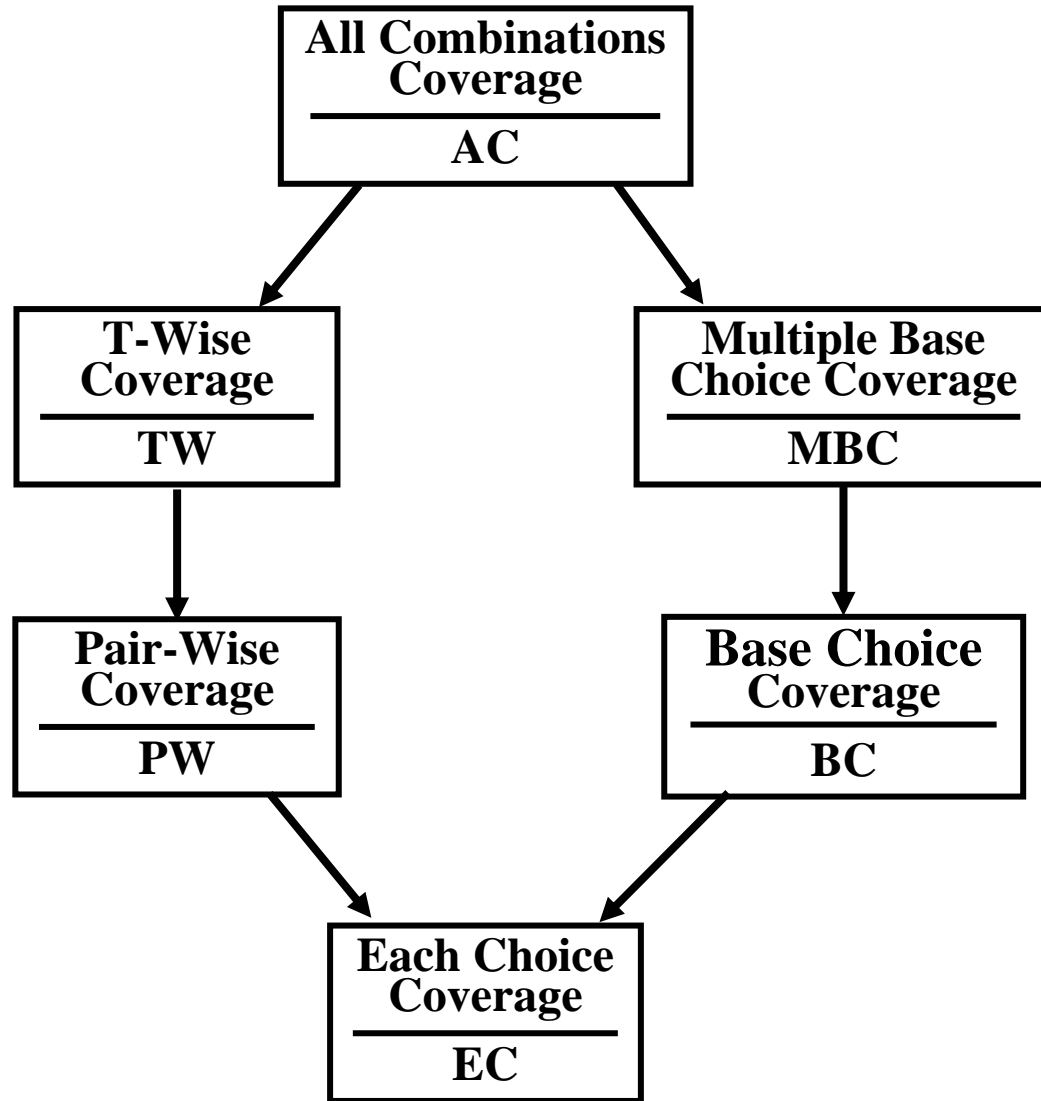 All Combinations
Coverage
AC
T-Wise
Coverage
TW
Multiple Base
Choice Coverage
MBC
Pair-Wise
Coverage
PW
Base Choice
Coverage
BC
Each Choice
Coverage
EC